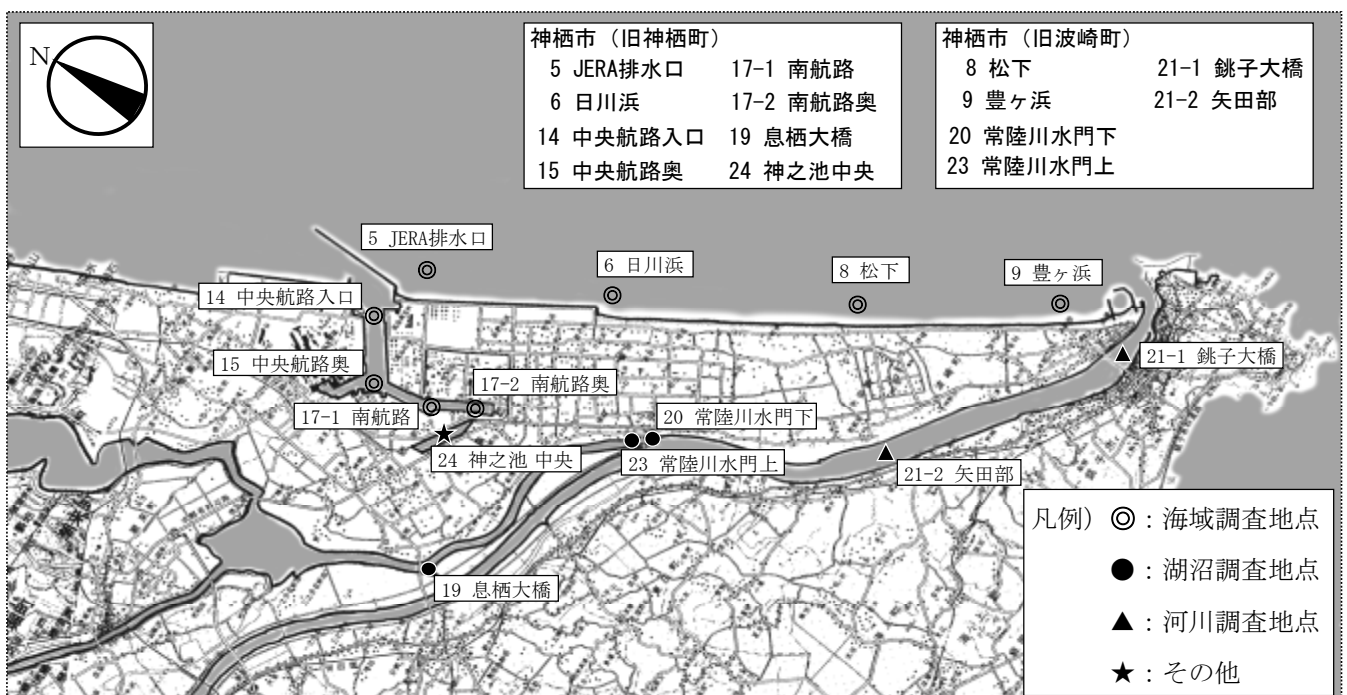 N
神栖市（旧神栖町）
5 JERA排水口 17-1 南航路
6 日川浜 17-2 南航路奥
14 中央航路入口 19 息栖大橋
15 中央航路奥 24 神之池中央
神栖市（旧波崎町）
8 松下 21-1 銚子大橋
9 豊ヶ浜 21-2 矢田部
20 常陸川水門下
23 常陸川水門上
5 JERA排水口
6 日川浜
8 松下
9 豊ヶ浜
14 中央航路入口
21-1 銚子大橋
15 中央航路奥
17-2 南航路奥
17-1 南航路
20 常陸川水門下
24 神之池 中央
23 常陸川水門上
21-2 矢田部
19 息栖大橋
凡例）◎：海域調査地点
●：湖沼調査地点
▲：河川調査地点
★：その他